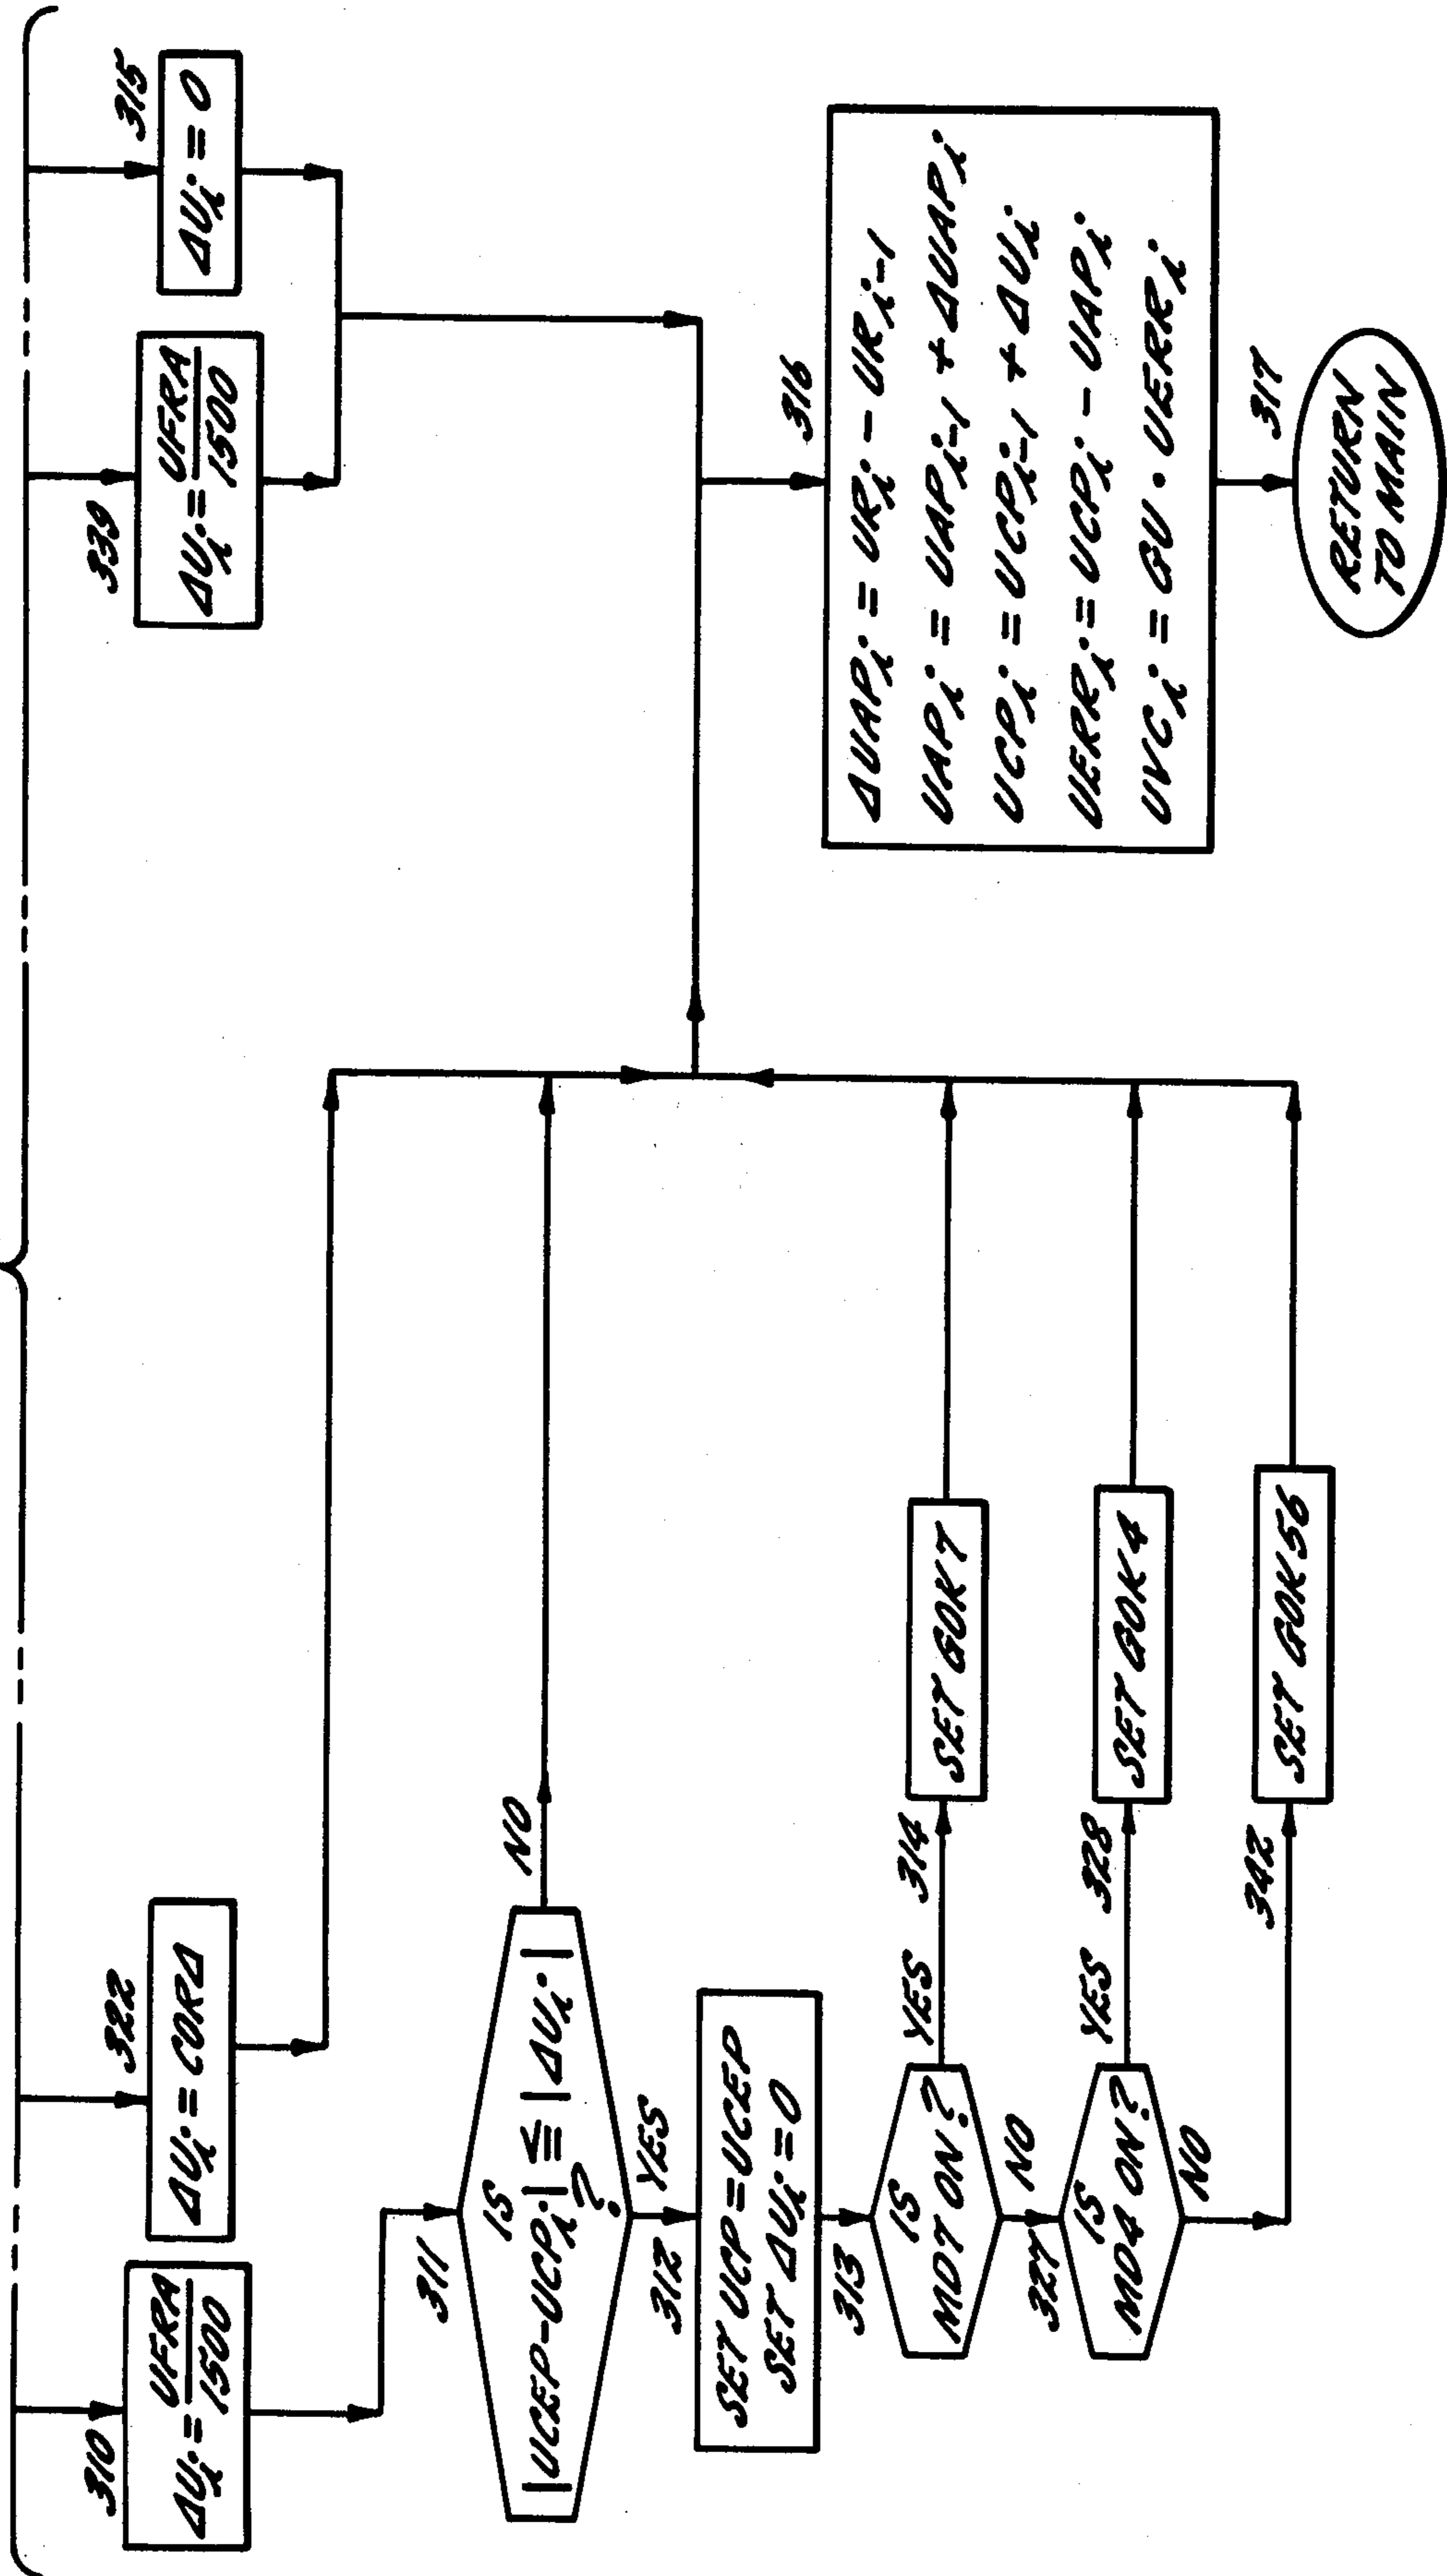 310
ΔUᵢ = UFRA
1500
322
ΔUᵢ = CORΔ
339
ΔUᵢ = UFRA
1500
315
ΔUᵢ = 0
311
IS
|UCEP-UCPᵢ| ≦ |ΔUᵢ|
?
NO
YES
312
SET UCP = UCEP
SET ΔUᵢ = 0
313
IS
MD7 ON?
YES
314
SET GOK7
NO
327
IS
MD4 ON?
YES
328
SET GOK4
NO
342
SET GOK56
316
ΔUAPᵢ = URᵢ - URᵢ₋₁
UAPᵢ = UAPᵢ₋₁ + ΔUAPᵢ
UCPᵢ = UCPᵢ₋₁ + ΔUᵢ
UERRᵢ = UCPᵢ - UAPᵢ
UVCᵢ = GU · UERRᵢ
317
RETURN
TO MAIN